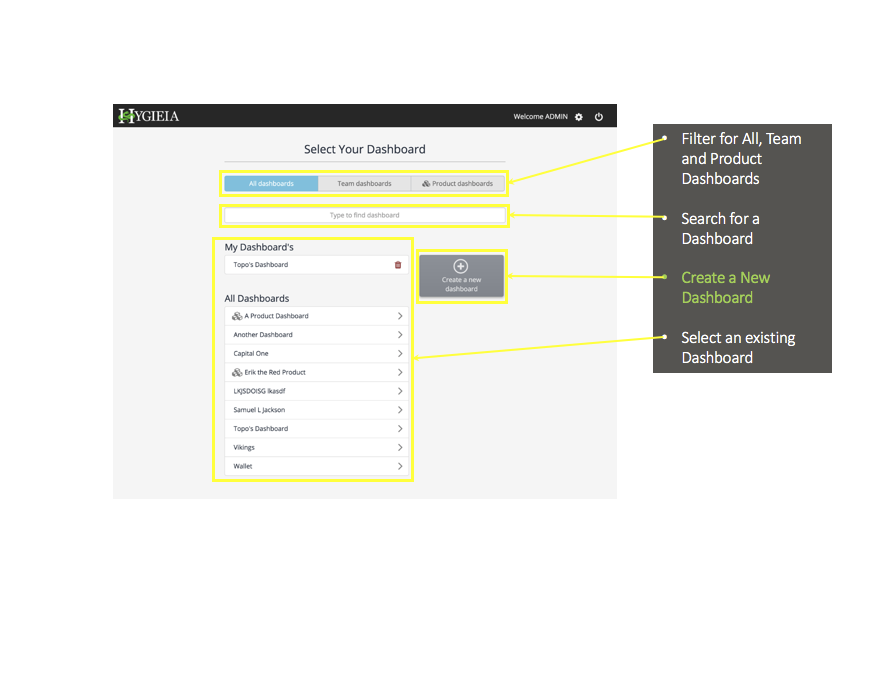 HYGIEIA
Welcome ADMIN
Select Your Dashboard
All dashboards
Team dashboards
Product dashboards
Type to find dashboard
My Dashboard's
Topo's Dashboard
Create a new
dashboard
All Dashboards
A Product Dashboard
Another Dashboard
Capital One
Erik the Red Product
LKJSDOISG lkasdf
Samuel L Jackson
Topo's Dashboard
Vikings
Wallet
Filter for All, Team
and Product
Dashboards
Search for a
Dashboard
Create a New
Dashboard
Select an existing
Dashboard